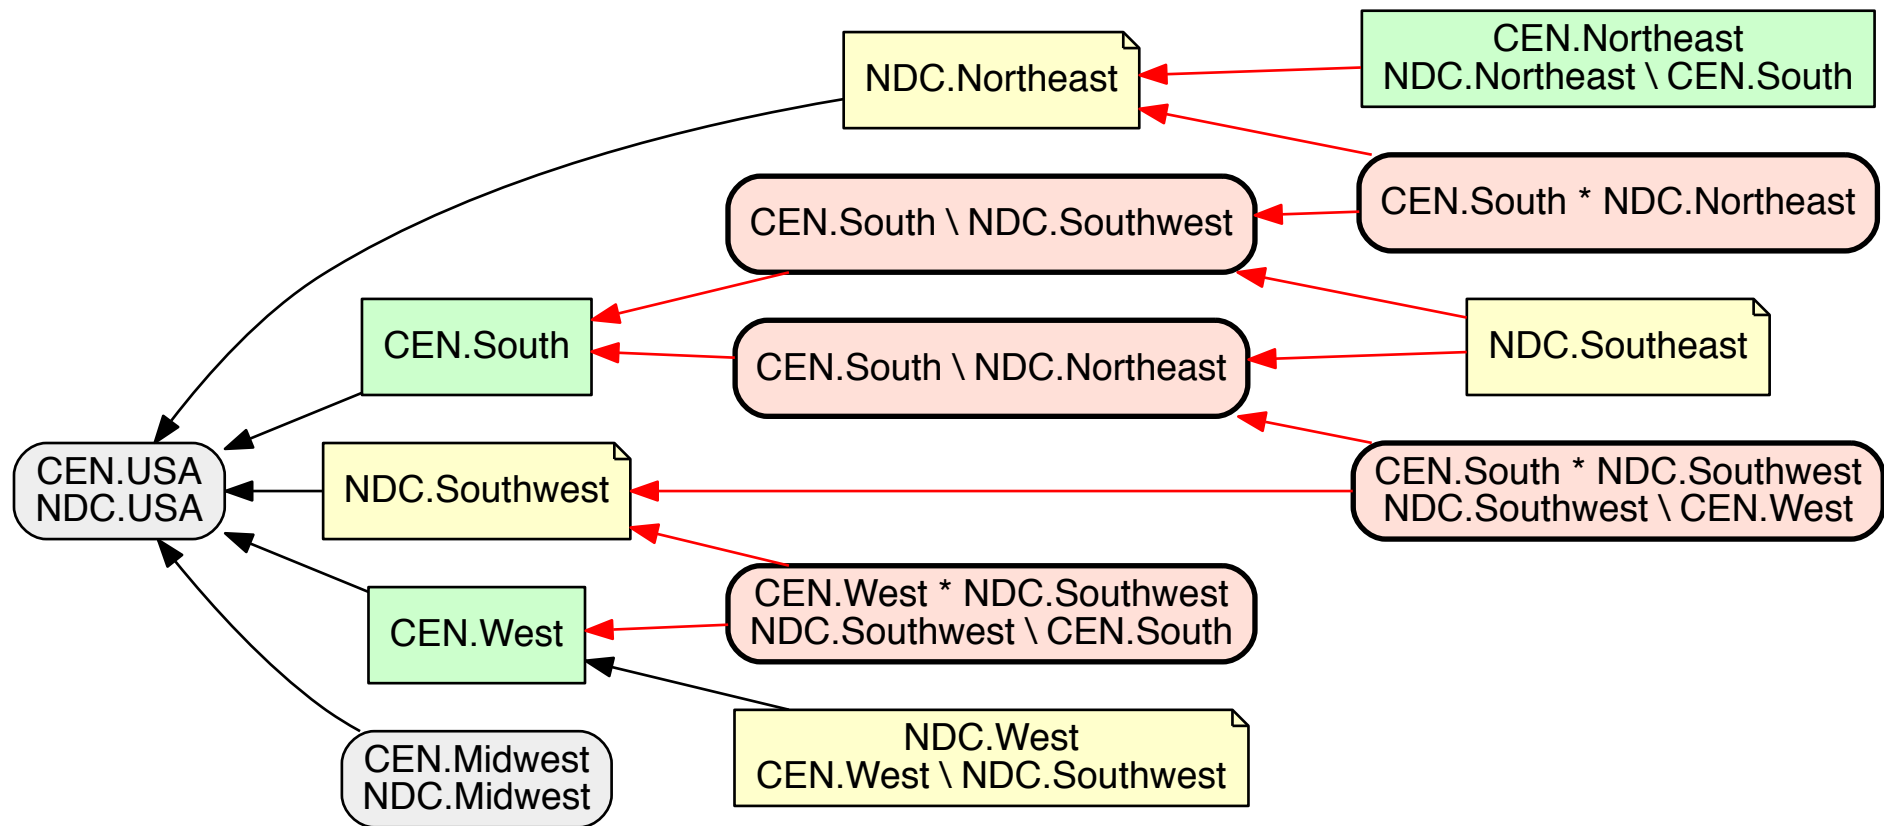 CEN.Northeast
NDC.Northeast \ CEN.South
NDC.Northeast
CEN.South * NDC.Northeast
CEN.South \ NDC.Southwest
CEN.South
NDC.Southeast
CEN.South \ NDC.Northeast
CEN.USA
NDC.USA
NDC.Southwest
CEN.South * NDC.Southwest
NDC.Southwest \ CEN.West
CEN.West * NDC.Southwest
NDC.Southwest \ CEN.South
CEN.West
NDC.West
CEN.West \ NDC.Southwest
CEN.Midwest
NDC.Midwest